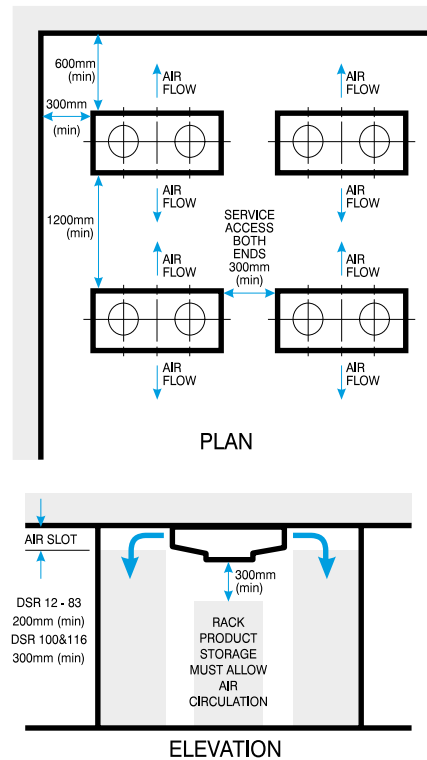 600mm
(min)
AIR
FLOW
AIR
FLOW
300mm
(min)
AIR
FLOW
AIR
FLOW
1200mm
(min)
SERVICE
ACCESS
BOTH
ENDS
300mm
(min)
AIR
FLOW
AIR
FLOW
AIR
FLOW
AIR
FLOW
PLAN
AIR SLOT
DSR 12 - 83
200mm (min)
DSR 100&116
300mm (min)
300mm
(min)
RACK
PRODUCT
STORAGE
MUST ALLOW
AIR
CIRCULATION
ELEVATION